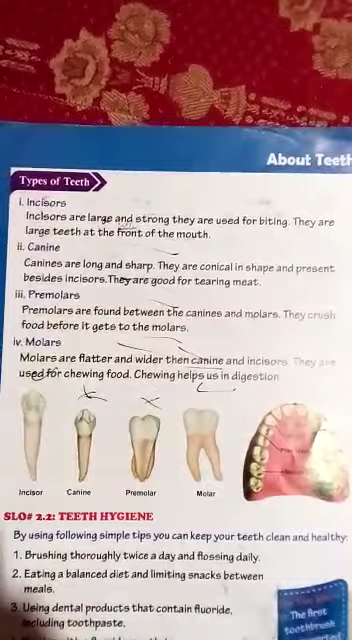 About Teeth
Types of Teeth
i. Incisors
Incisors are large and strong they are used for biting. They are
large teeth at the front of the mouth.
ii. Canine
Canines are long and sharp. They are conical in shape and present
besides incisors.They are good for tearing meat.
iii. Premolars
Premolars are found between the canines and molars. They crush
food before it gets to the molars.
iv. Molars
Molars are flatter and wider then canine and incisors. They are
used for chewing food. Chewing helps us in digestion
Incisor
Canine
Premolar
Molar
SLO# 2.2: TEETH HYGIENE
By using following simple tips you can keep your teeth clean and healthy:
1. Brushing thoroughly twice a day and flossing daily.
2. Eating a balanced diet and limiting snacks between
meals.
3. Using dental products that contain fluoride,
including toothpaste.
The first
toothbrush